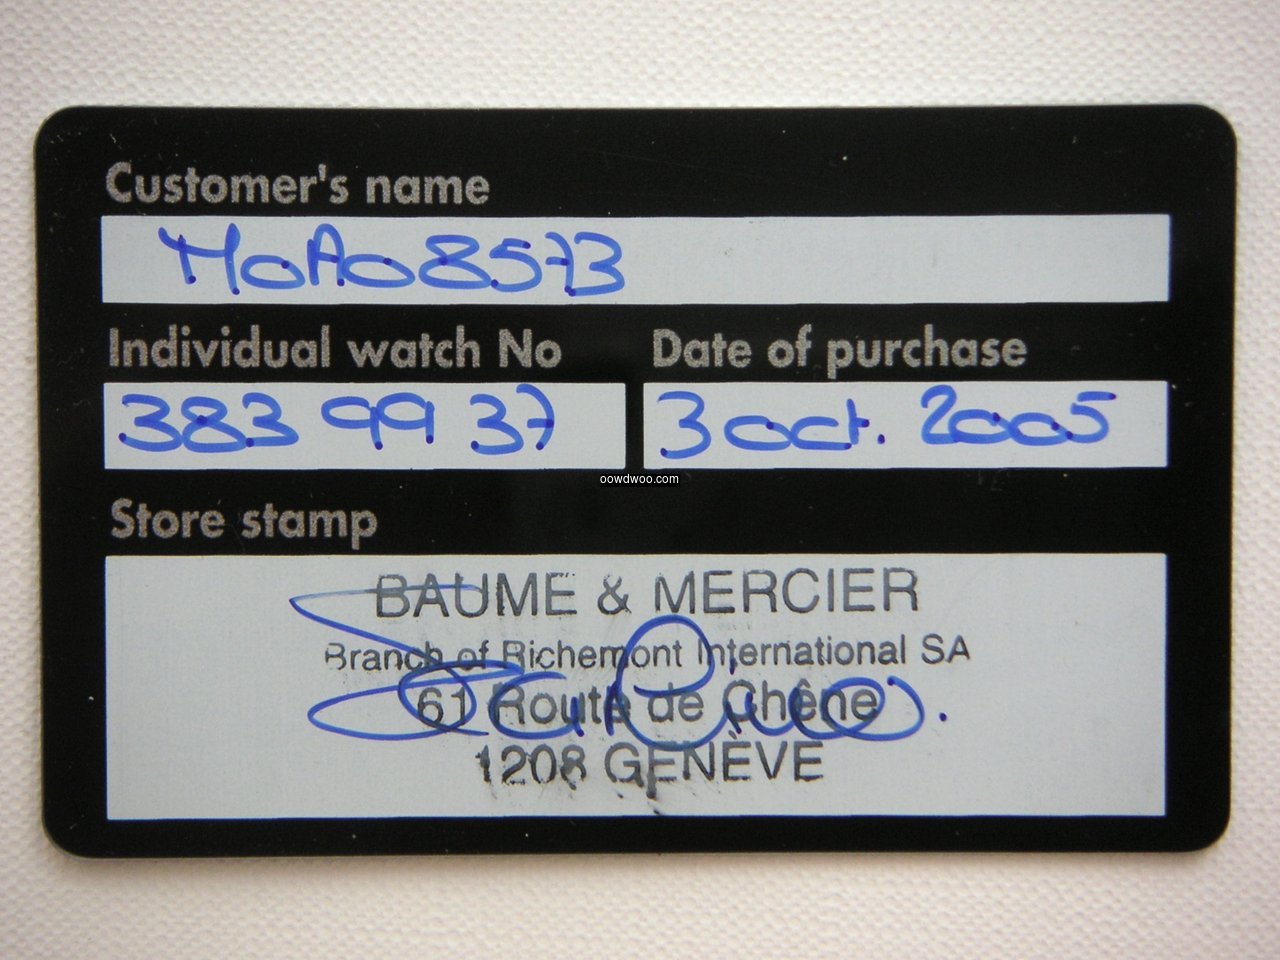 Customer's name
MOA08573
Individual watch No Date of purchase
383 99 37 3 oct. 2005
oowdwoo.com
Store stamp
BAUME & MERCIER
Branch of Richemont International SA
61 Route de Chêne
1208 GENÈVE